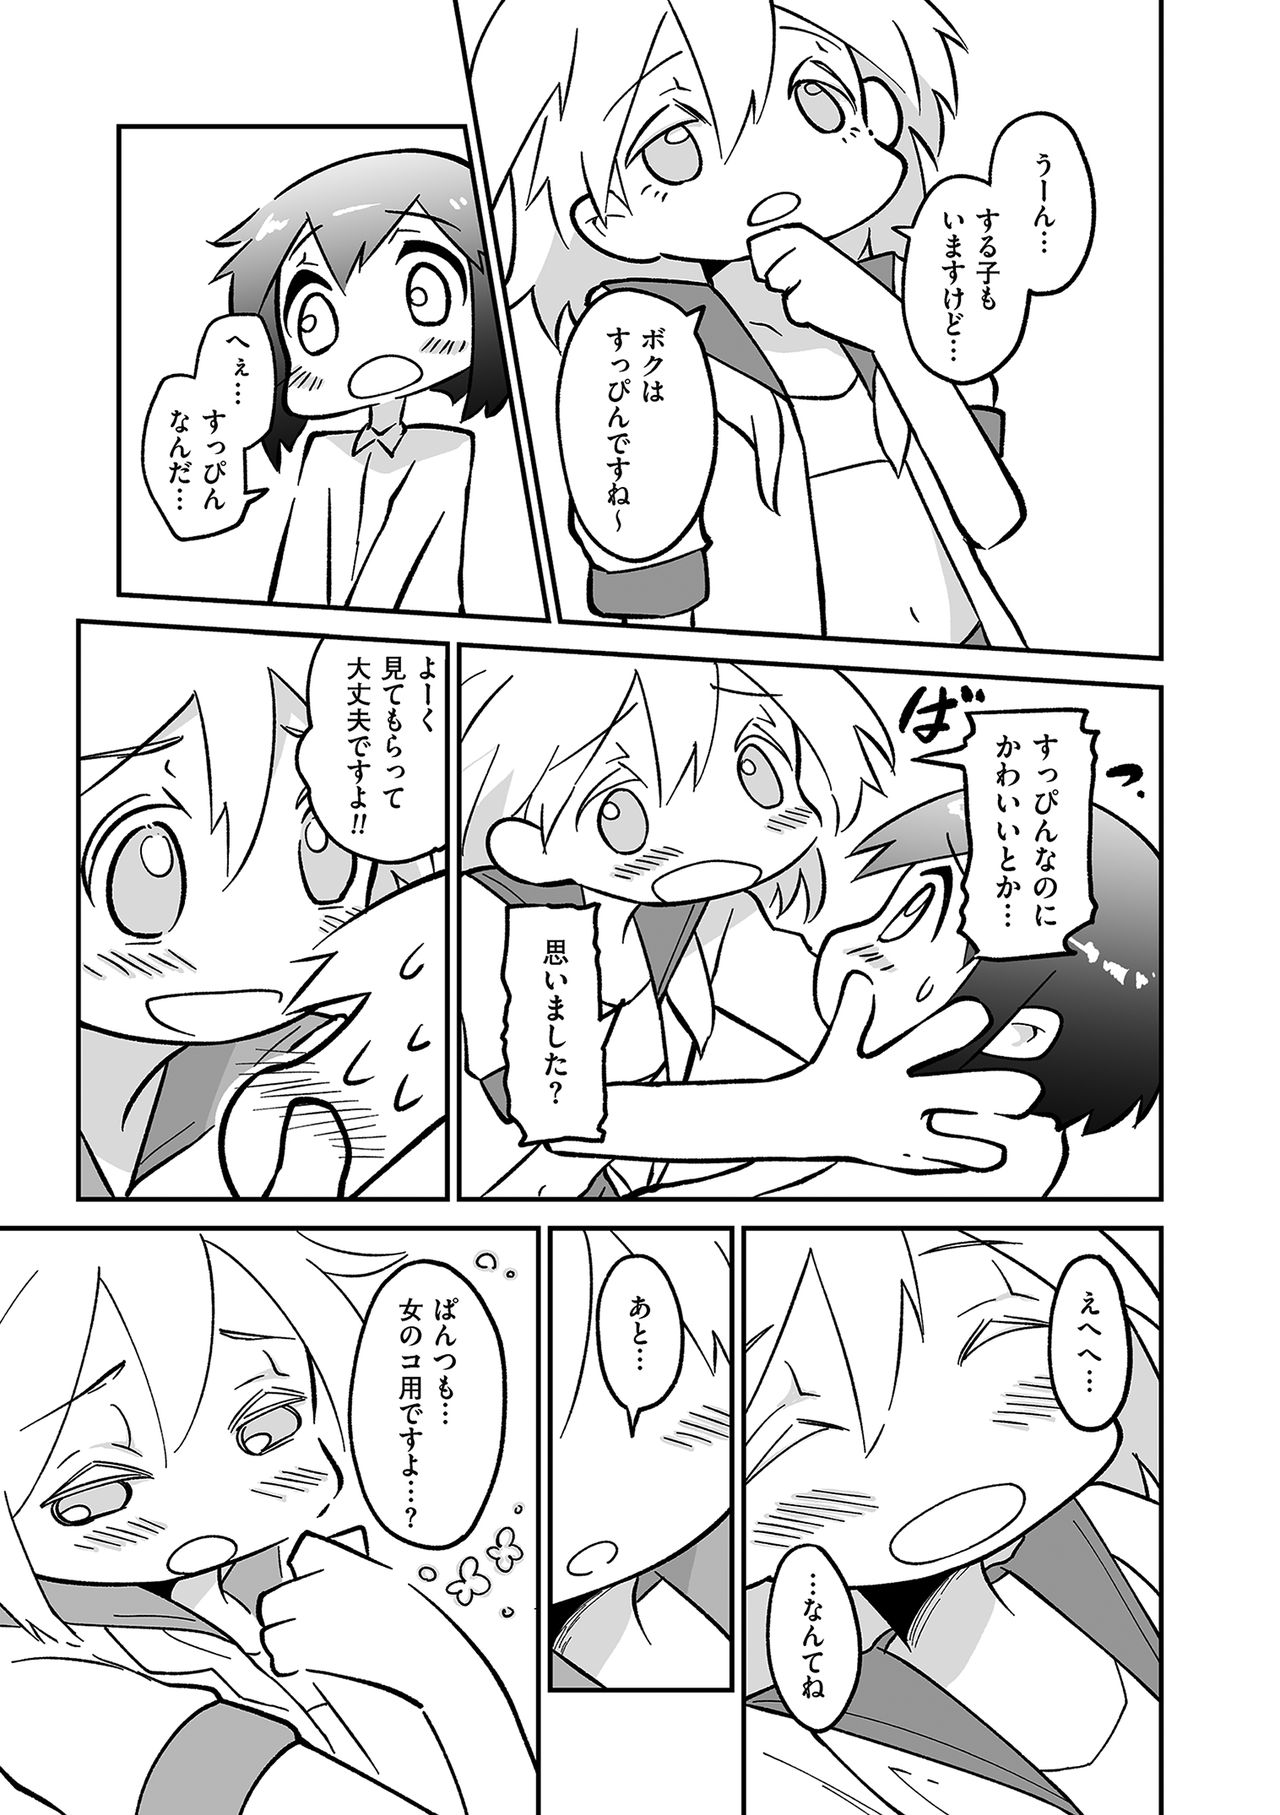 うーん…
する子も
いますけど…
ボクは
すっぴんですね～
へぇ…
すっぴん
なんだ…
ばっ
すっぴんなのに
かわいいとか…
思いました?
よーく
見てもらって
大丈夫ですよ!!
えへへ…
…なんてね
あと…
ぱんつも…
女のコ用ですよ…?